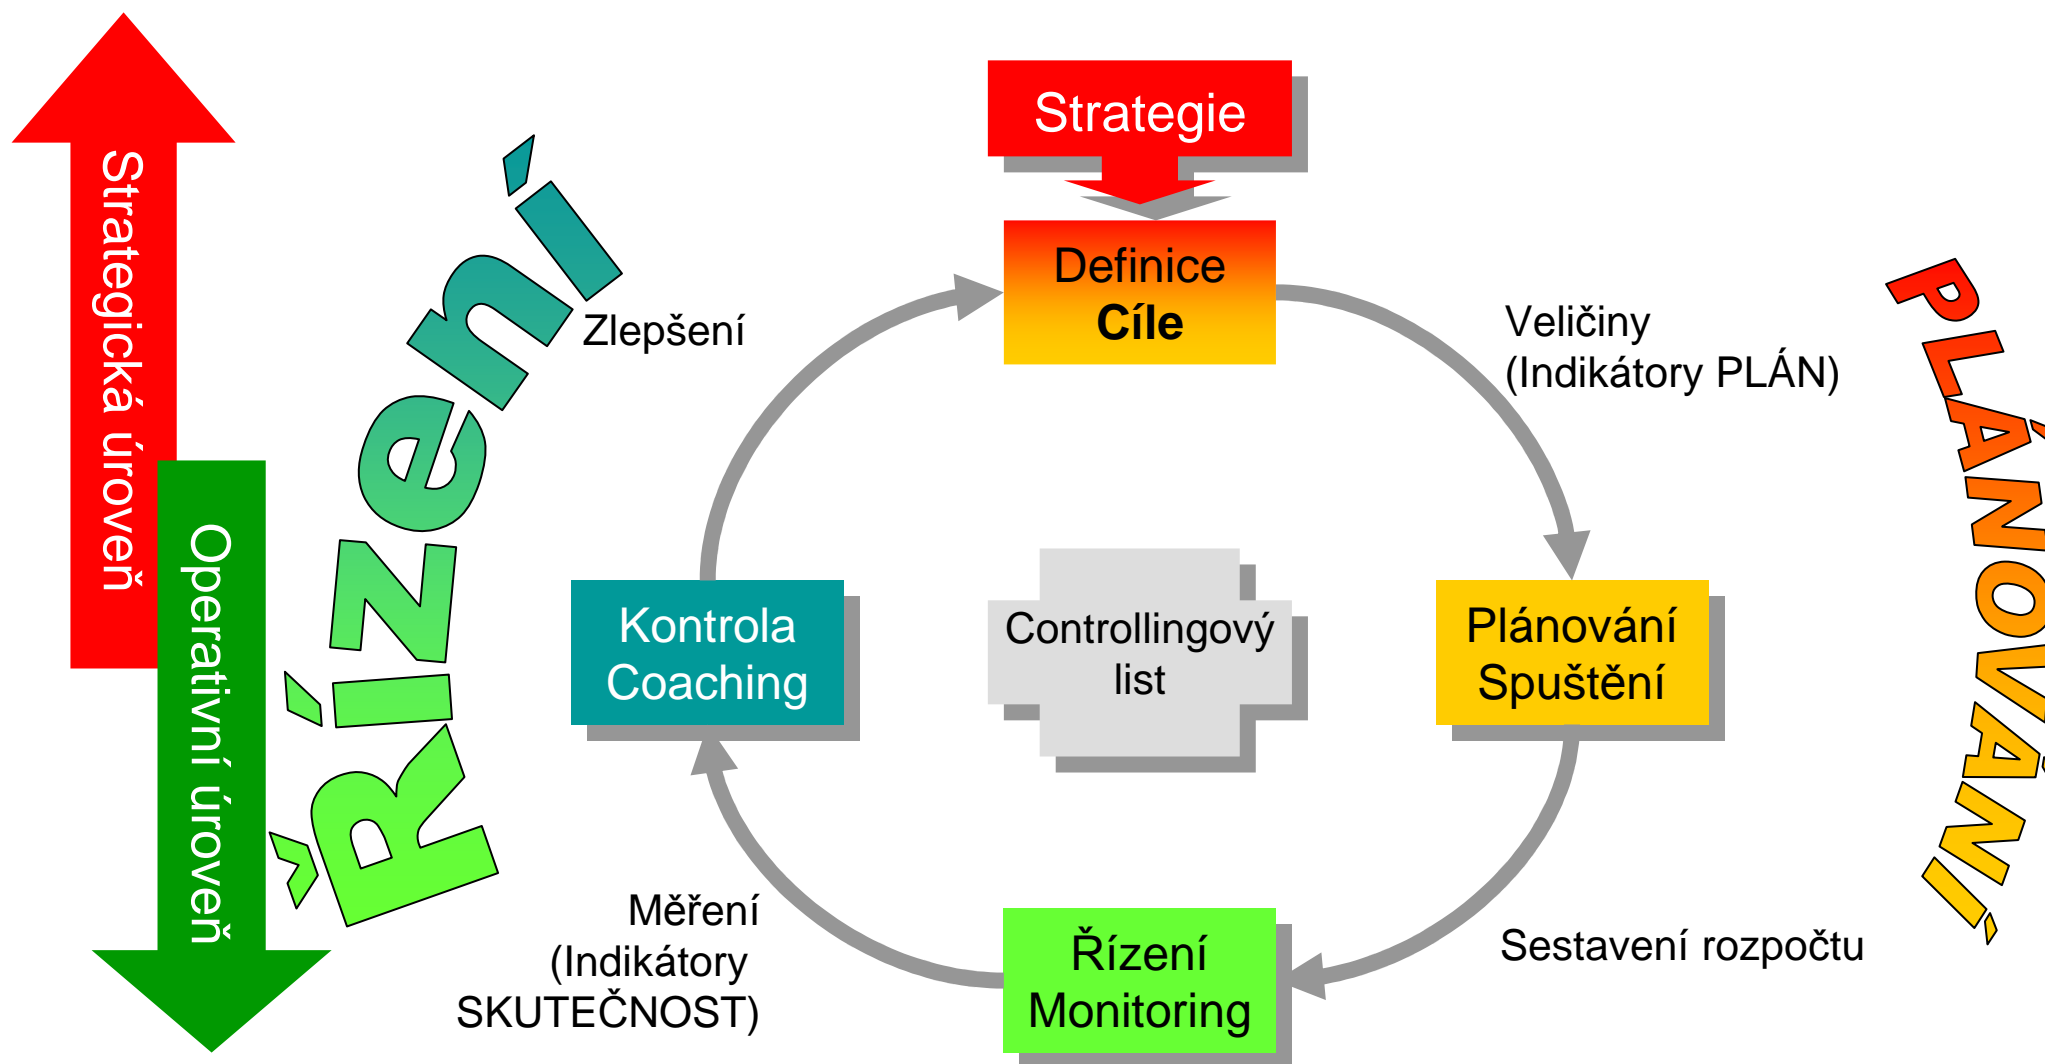 Strategická úroveň
Operativní úroveň
Řízení
Strategie
Definice
Cíle
Zlepšení
Veličiny
(Indikátory PLÁN)
PLÁNOVÁNÍ
Kontrola
Coaching
Controllingový
list
Plánování
Spuštění
Měření
(Indikátory
SKUTEČNOST)
Řízení
Monitoring
Sestavení rozpočtu